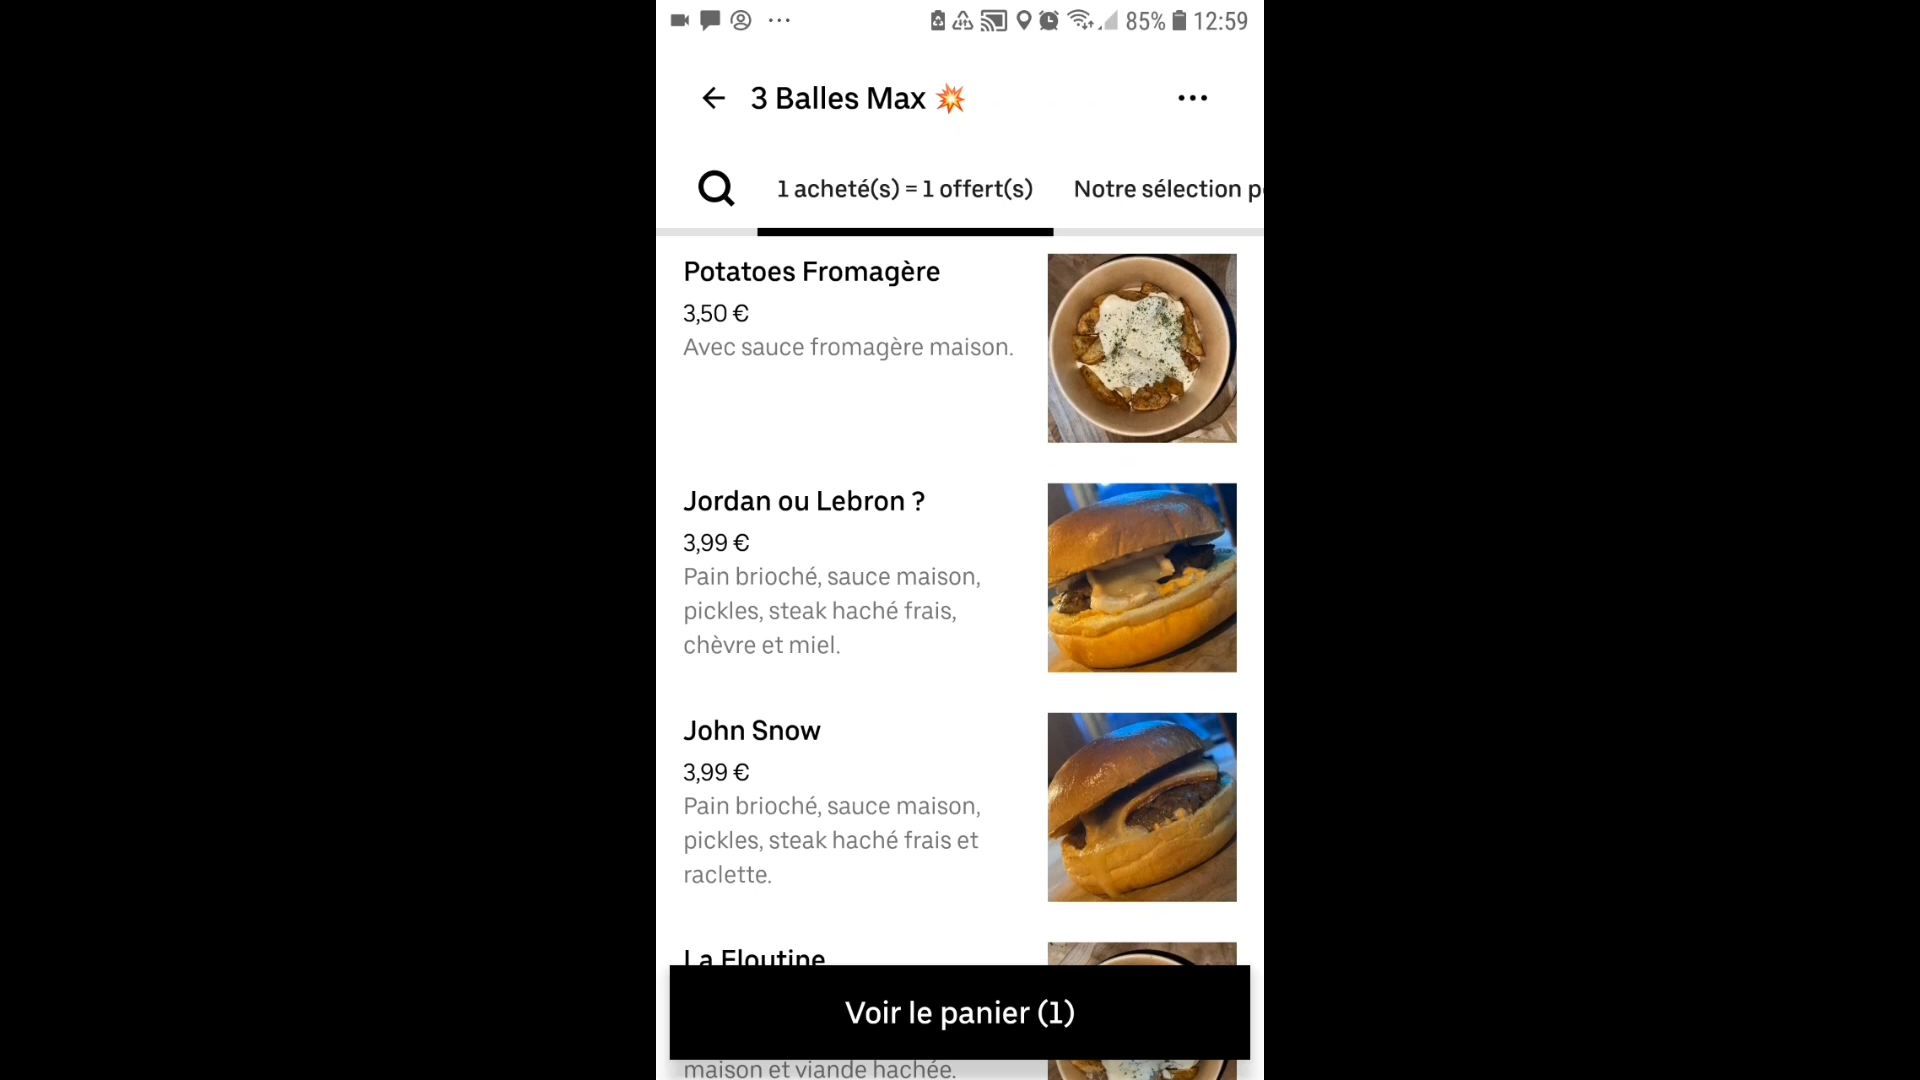 85% 12:59
3 Balles Max 💥
1 acheté(s) = 1 offert(s) Notre sélection p
Potatoes Fromagère
3,50 €
Avec sauce fromagère maison.
Jordan ou Lebron ?
3,99 €
Pain brioché, sauce maison,
pickles, steak haché frais,
chèvre et miel.
John Snow
3,99 €
Pain brioché, sauce maison,
pickles, steak haché frais et
raclette.
La Floutine
Voir le panier (1)
maison et viande hachée.